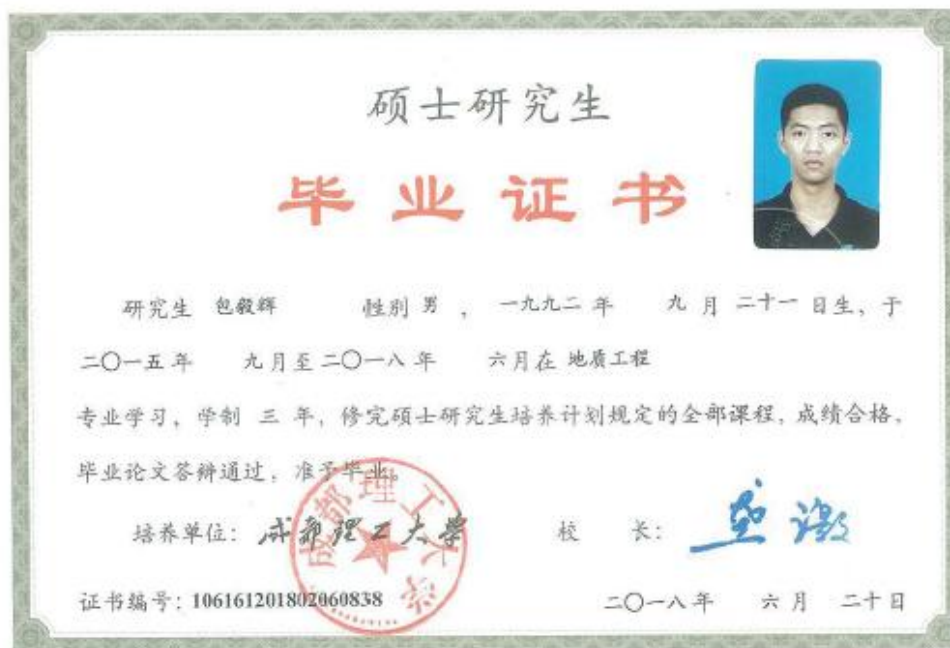 硕士研究生
毕业证书
研究生 包毅辉 性别 男 ， 一九九二 年 九 月 二十一 日生，于
二〇一五 年 九 月至 二〇一八 年 六月在 地质工程
专业学习，学制 三 年，修完硕士研究生培养计划规定的全部课程，成绩合格，
毕业论文答辩通过，准予毕业。
培养单位：成都理工大学 校 长：
成都理工大学
证书编号：106161201802060838 二〇一八 年 六 月 二十 日